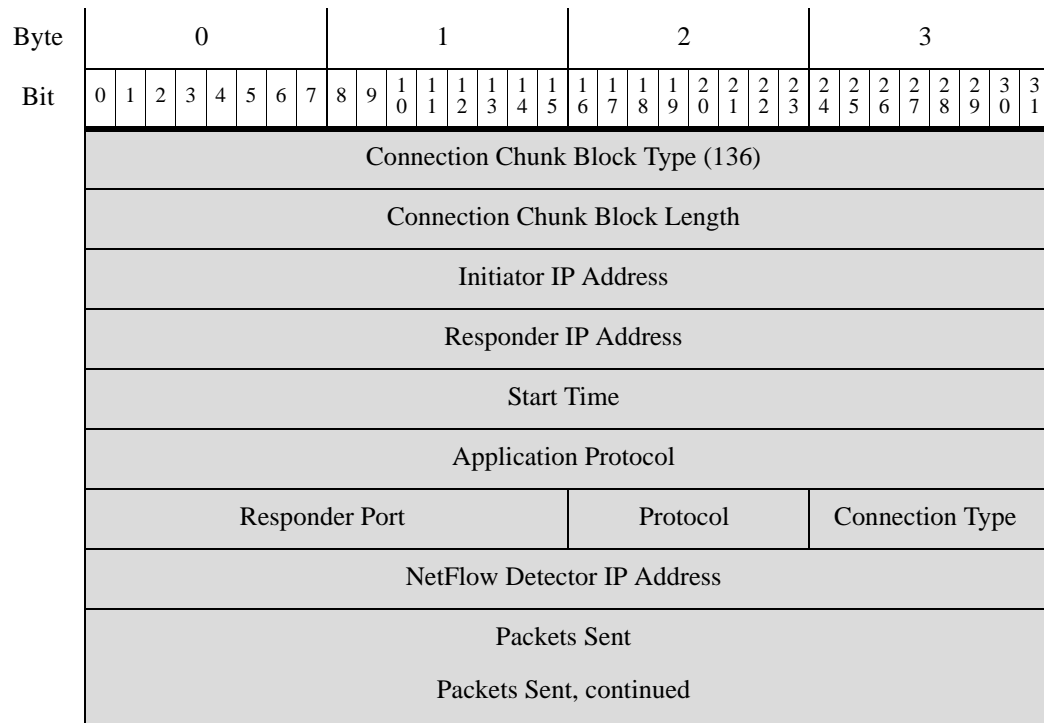 Byte 0 1 2 3
Bit 0 1 2 3 4 5 6 7 8 9 10 11 12 13 14 15 16 17 18 19 20 21 22 23 24 25 26 27 28 29 30 31
Connection Chunk Block Type (136)
Connection Chunk Block Length
Initiator IP Address
Responder IP Address
Start Time
Application Protocol
Responder Port Protocol Connection Type
NetFlow Detector IP Address
Packets Sent
Packets Sent, continued